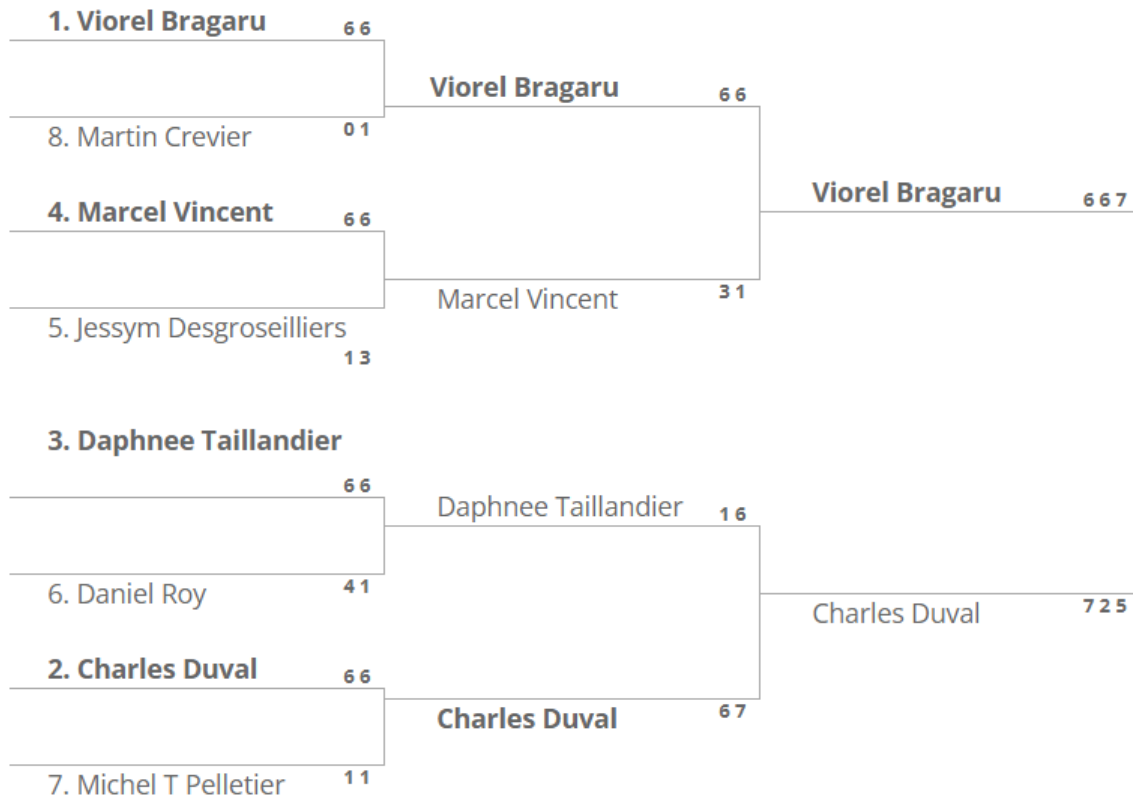 1. Viorel Bragaru 6 6
8. Martin Crevier 0 1
4. Marcel Vincent 6 6
5. Jessym Desgroseilliers
1 3
3. Daphnee Taillandier
6 6
6. Daniel Roy 4 1
2. Charles Duval 6 6
7. Michel T Pelletier 1 1
Viorel Bragaru 6 6
Marcel Vincent 3 1
Daphnee Taillandier 1 6
Charles Duval 6 7
Viorel Bragaru 6 6 7
Charles Duval 7 2 5